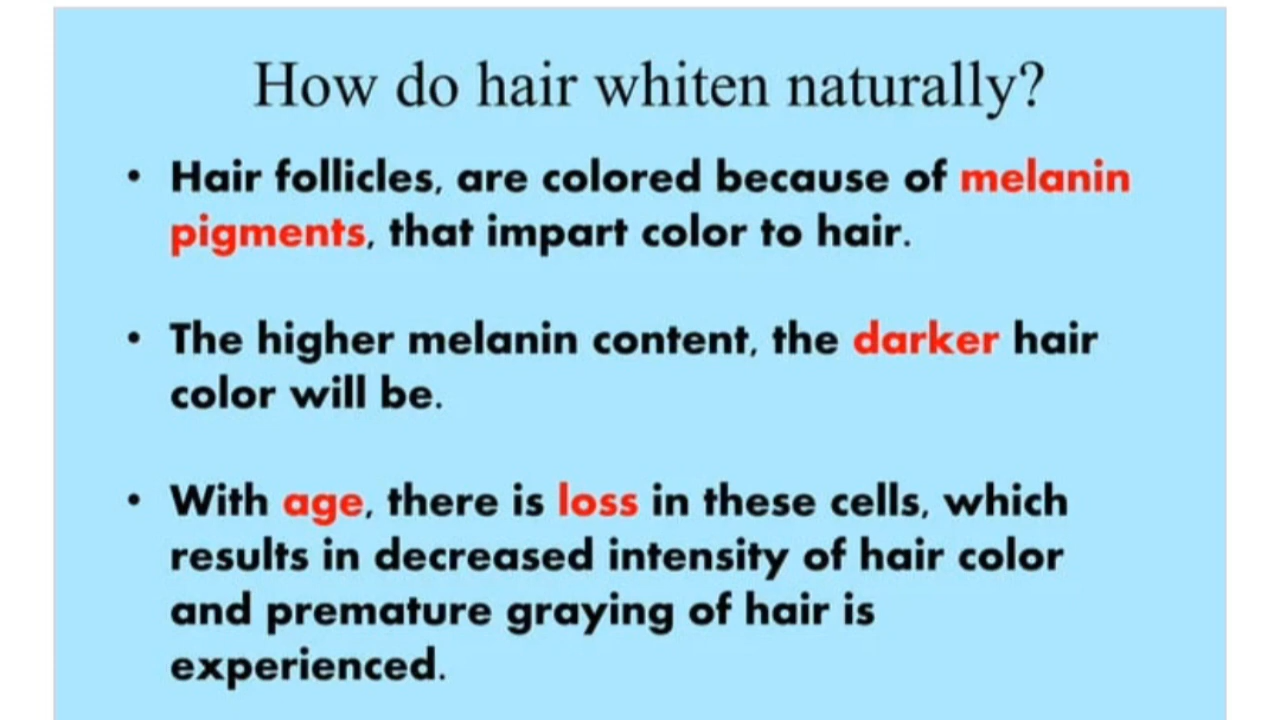 How do hair whiten naturally?
• Hair follicles, are colored because of melanin
pigments, that impart color to hair.
• The higher melanin content, the darker hair
color will be.
• With age, there is loss in these cells, which
results in decreased intensity of hair color
and premature graying of hair is
experienced.